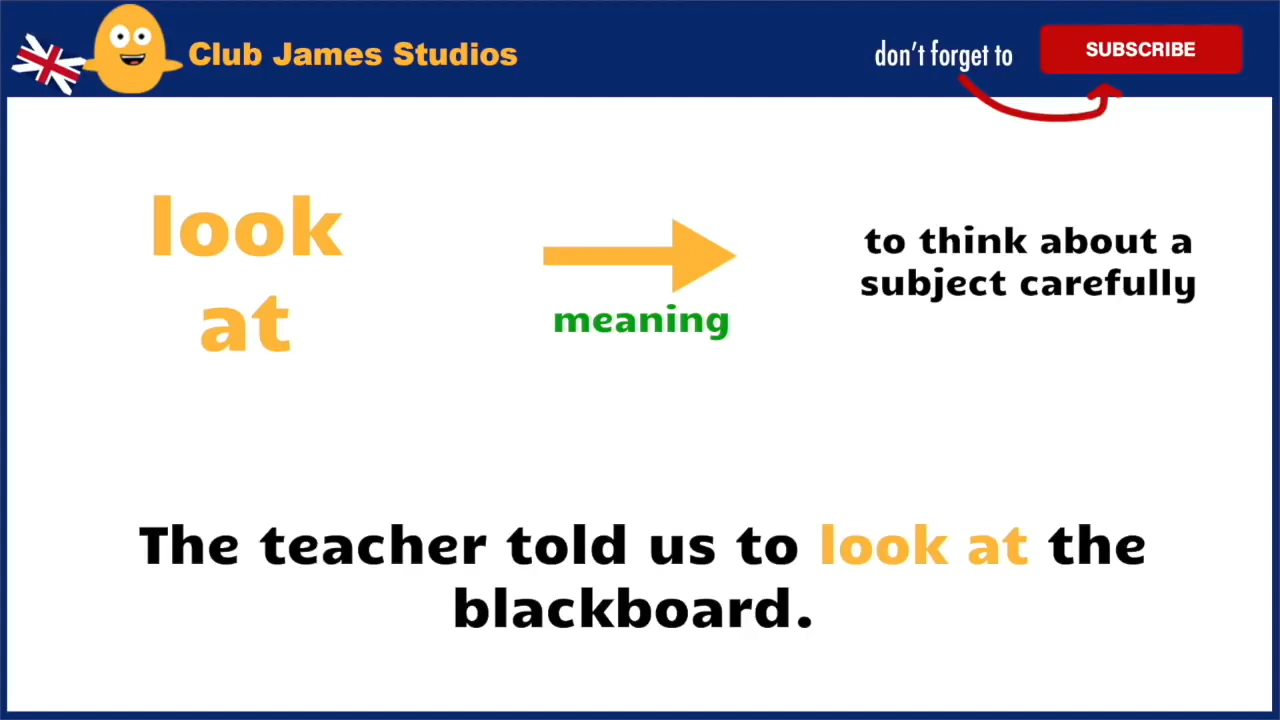 Club James Studios
don't forget to
SUBSCRIBE
look
at
meaning
to think about a
subject carefully
The teacher told us to look at the
blackboard.